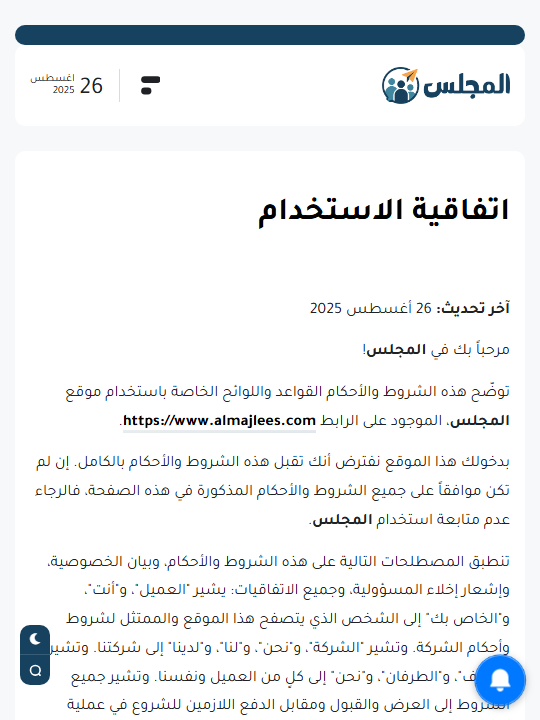 المجلس
26
اغسطس
2025
اتفاقية الاستخدام
آخر تحديث: 26 أغسطس 2025
مرحباً بك في المجلس!
توضّح هذه الشروط والأحكام القواعد واللوائح الخاصة باستخدام موقع
المجلس، الموجود على الرابط https://www.almajlees.com.
بدخولك هذا الموقع نفترض أنك تقبل هذه الشروط والأحكام بالكامل. إن لم
تكن موافقاً على جميع الشروط والأحكام المذكورة في هذه الصفحة، فالرجاء
عدم متابعة استخدام المجلس.
تنطبق المصطلحات التالية على هذه الشروط والأحكام، وبيان الخصوصية،
وإشعار إخلاء المسؤولية، وجميع الاتفاقيات: يشير "العميل"، و"أنت"،
و"الخاص بك" إلى الشخص الذي يتصفح هذا الموقع والممتثل لشروط
وأحكام الشركة. وتشير "الشركة"، و"نحن"، و"لنا"، و"لدينا" إلى شركتنا. وتشير
و"الطرفان"، و"نحن" إلى كلٍ من العميل ونفسنا. وتشير جميع
الشروط إلى العرض والقبول ومقابل الدفع اللازمين للشروع في عملية